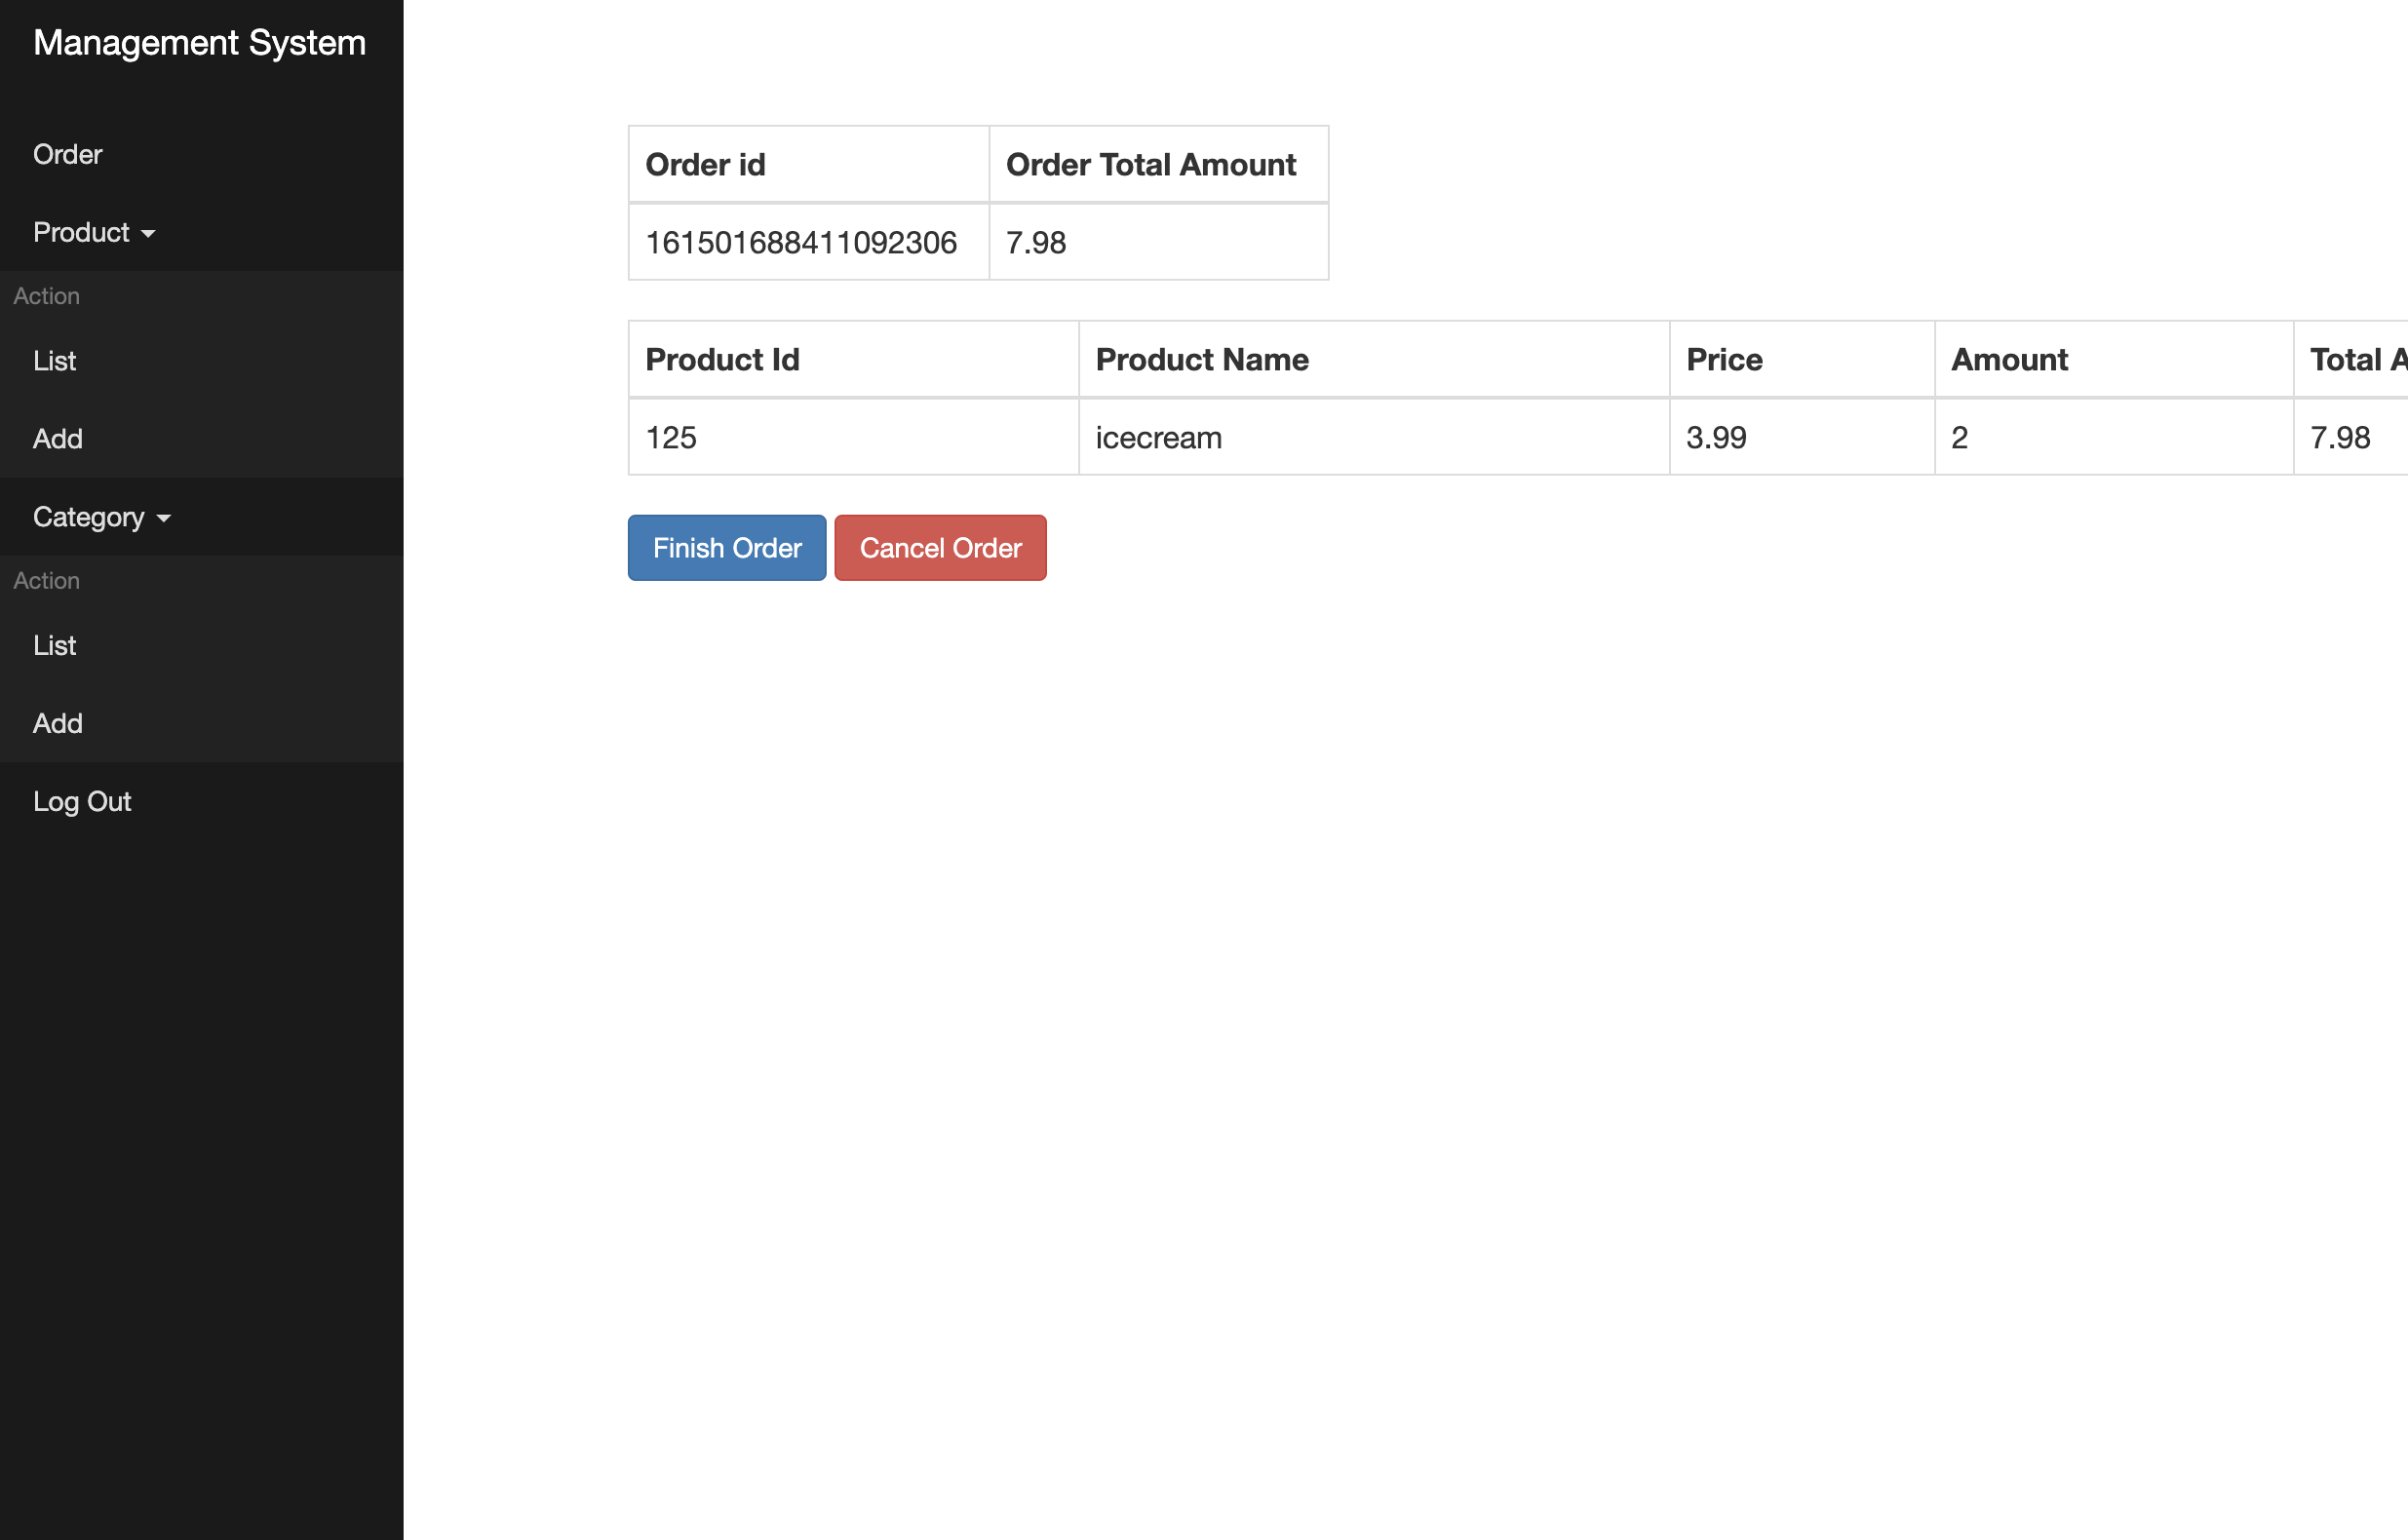 Management System
Order
Product
Action
List
Add
Category
Action
List
Add
Log Out
Order id Order Total Amount
161501688411092306 7.98
Product Id Product Name Price Amount Total
125 icecream 3.99 2 7.98
Finish Order Cancel Order